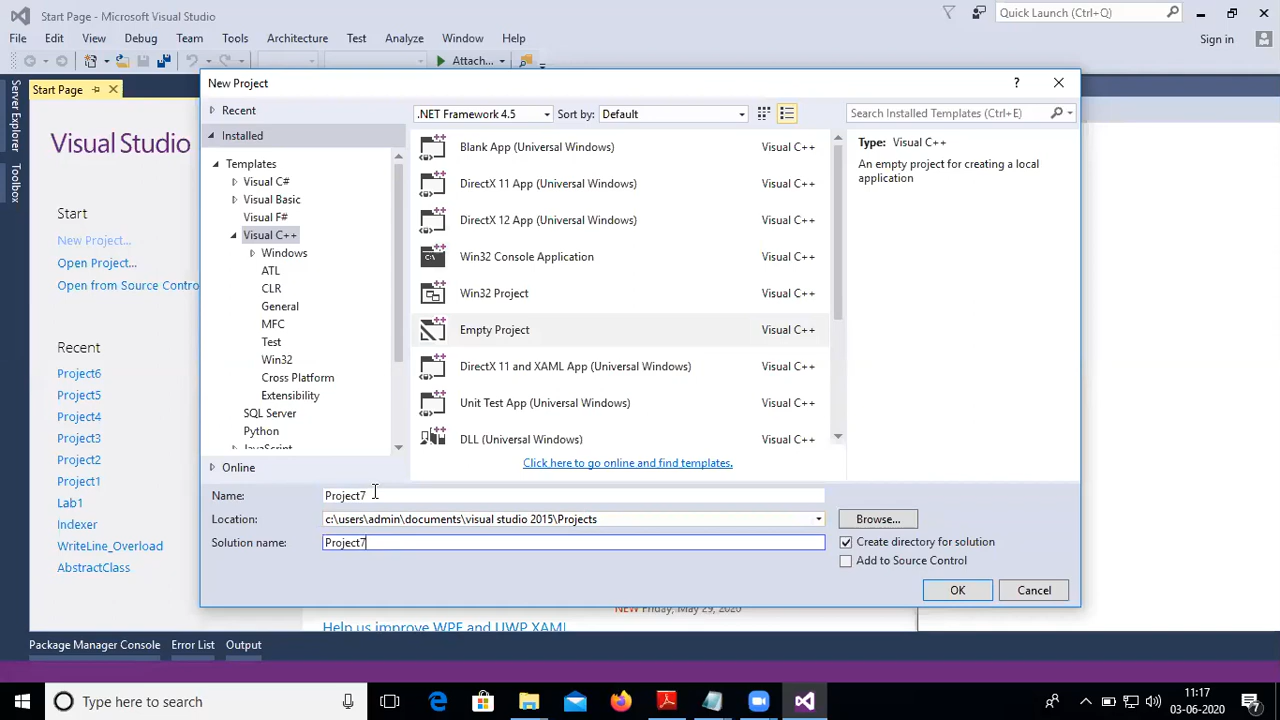 Start Page - Microsoft Visual Studio
Quick Launch (Ctrl+Q)
File Edit View Debug Team Tools Architecture Test Analyze Window Help
Sign in
Attach...
Server Explorer
Toolbox
Start Page
Visual Studio
Start
New Project...
Open Project...
Open from Source Contro
Recent
Project6
Project5
Project4
Project3
Project2
Project1
Lab1
Indexer
WriteLine_Overload
AbstractClass
New Project
?
Recent
Installed
Templates
Visual C#
Visual Basic
Visual F#
Visual C++
Windows
ATL
CLR
General
MFC
Test
Win32
Cross Platform
Extensibility
SQL Server
Python
JavaScript
Online
.NET Framework 4.5
Sort by: Default
Search Installed Templates (Ctrl+E)
Blank App (Universal Windows) Visual C++
DirectX 11 App (Universal Windows) Visual C++
DirectX 12 App (Universal Windows) Visual C++
Win32 Console Application Visual C++
Win32 Project Visual C++
Empty Project Visual C++
DirectX 11 and XAML App (Universal Windows) Visual C++
Unit Test App (Universal Windows) Visual C++
DLL (Universal Windows) Visual C++
Click here to go online and find templates.
Type: Visual C++
An empty project for creating a local
application
Name: Project7
Location: c:\users\admin\documents\visual studio 2015\Projects
Browse...
Solution name: Project7
Create directory for solution
Add to Source Control
OK
Cancel
NEW Friday, May 29, 2020
Help us improve WPF and UWP XAML
Package Manager Console Error List Output
Type here to search
11:17
03-06-2020
7